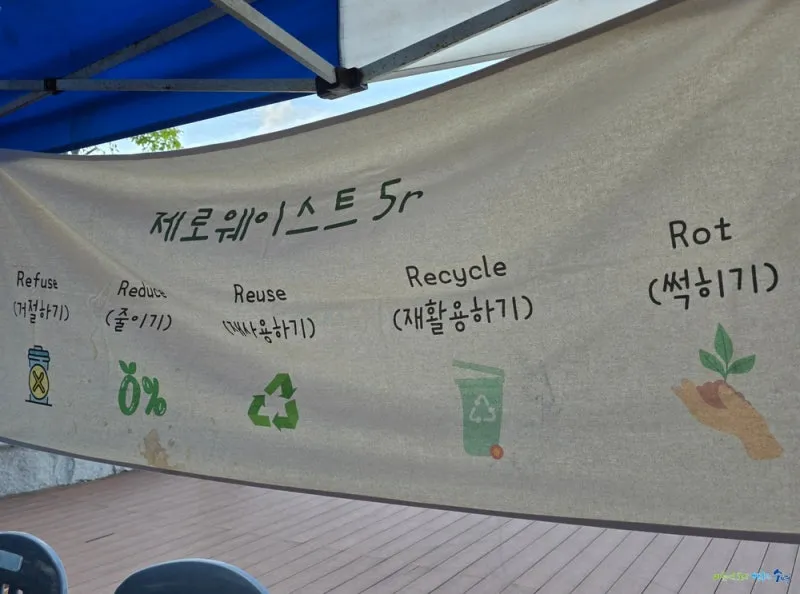 제로웨이스트 5r
Refuse
(거절하기)
Reduce
(줄이기)
Reuse
(재사용하기)
0%
Recycle
(재활용하기)
Rot
(썩히기)